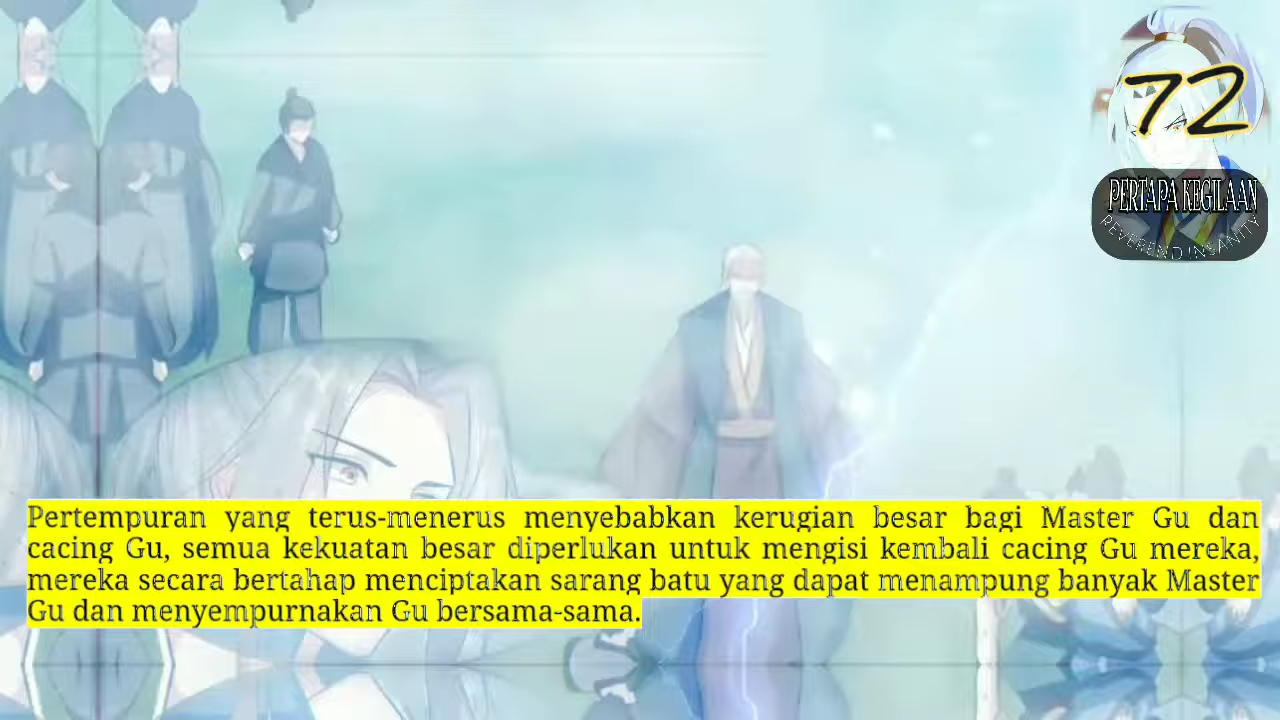 72
PERTAPA KEGILAAN
REVEREND INSANITY
Pertempuran yang terus-menerus menyebabkan kerugian besar bagi Master Gu dan
cacing Gu, semua kekuatan besar diperlukan untuk mengisi kembali cacing Gu mereka,
mereka secara bertahap menciptakan sarang batu yang dapat menampung banyak Master
Gu dan menyempurnakan Gu bersama-sama.